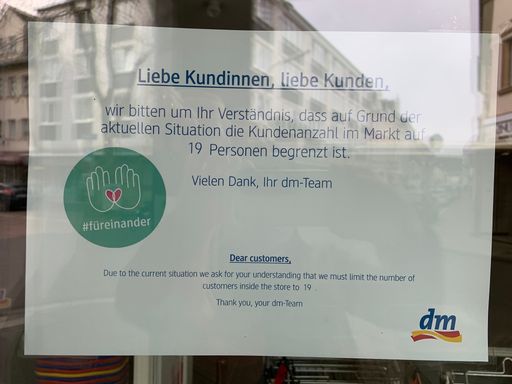 Liebe Kundinnen, liebe Kunden,
wir bitten um Ihr Verständnis, dass auf Grund der
aktuellen Situation die Kundenanzahl im Markt auf
19 Personen begrenzt ist.
Vielen Dank, Ihr dm-Team
#füreinander
Dear customers,
Due to the current situation we ask for your understanding that we must limit the number of
customers inside the store to 19 .
Thank you, your dm-Team
dm